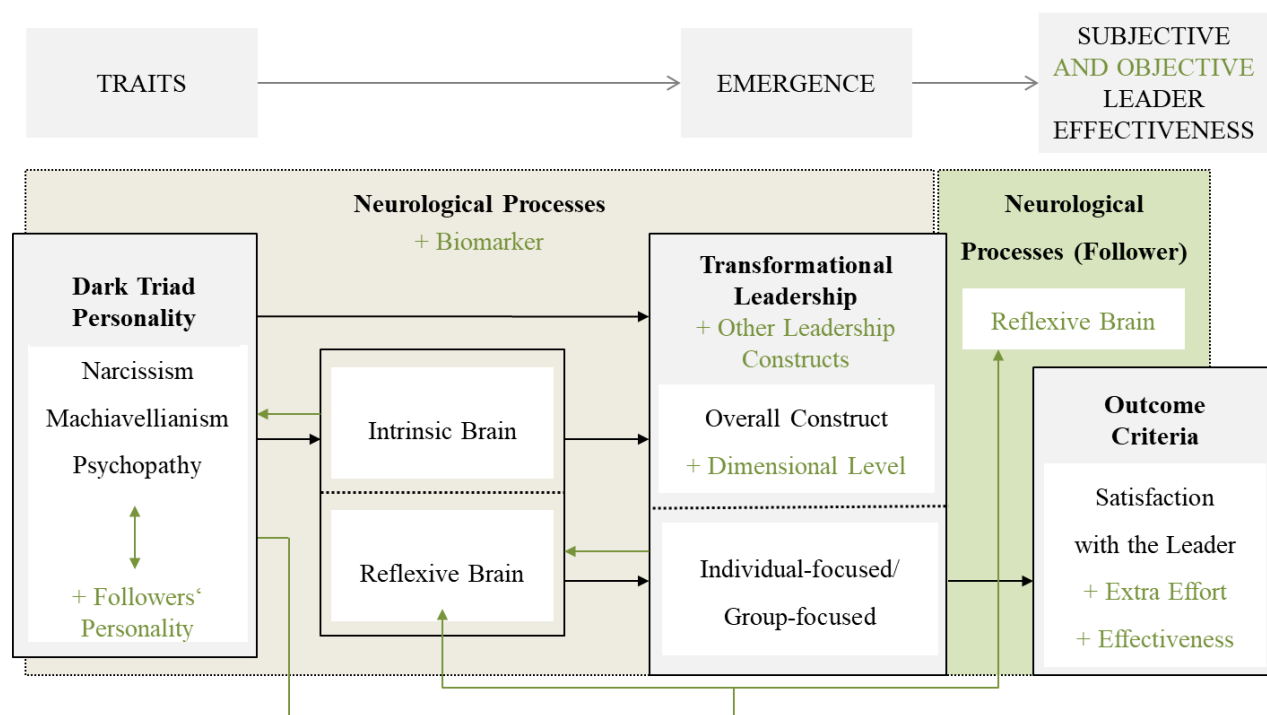 TRAITS
EMERGENCE
SUBJECTIVE
AND OBJECTIVE
LEADER
EFFECTIVENESS
Neurological Processes
+ Biomarker
Neurological
Processes (Follower)
Reflexive Brain
Dark Triad
Personality
Narcissism
Machiavellianism
Psychopathy
+ Followers‘
Personality
Intrinsic Brain
Reflexive Brain
Transformational
Leadership
+ Other Leadership
Constructs
Overall Construct
+ Dimensional Level
Individual-focused/
Group-focused
Outcome
Criteria
Satisfaction
with the Leader
+ Extra Effort
+ Effectiveness